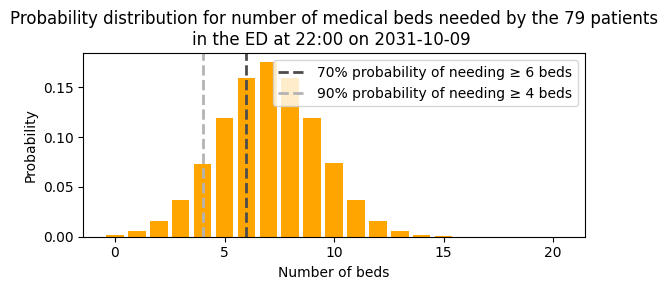 Probability distribution for number of medical beds needed by the 79 patients
in the ED at 22:00 on 2031-10-09
70% probability of needing ≥ 6 beds
90% probability of needing ≥ 4 beds
Probability
0.15
0.10
0.05
0.00
0 5 10 15 20
Number of beds